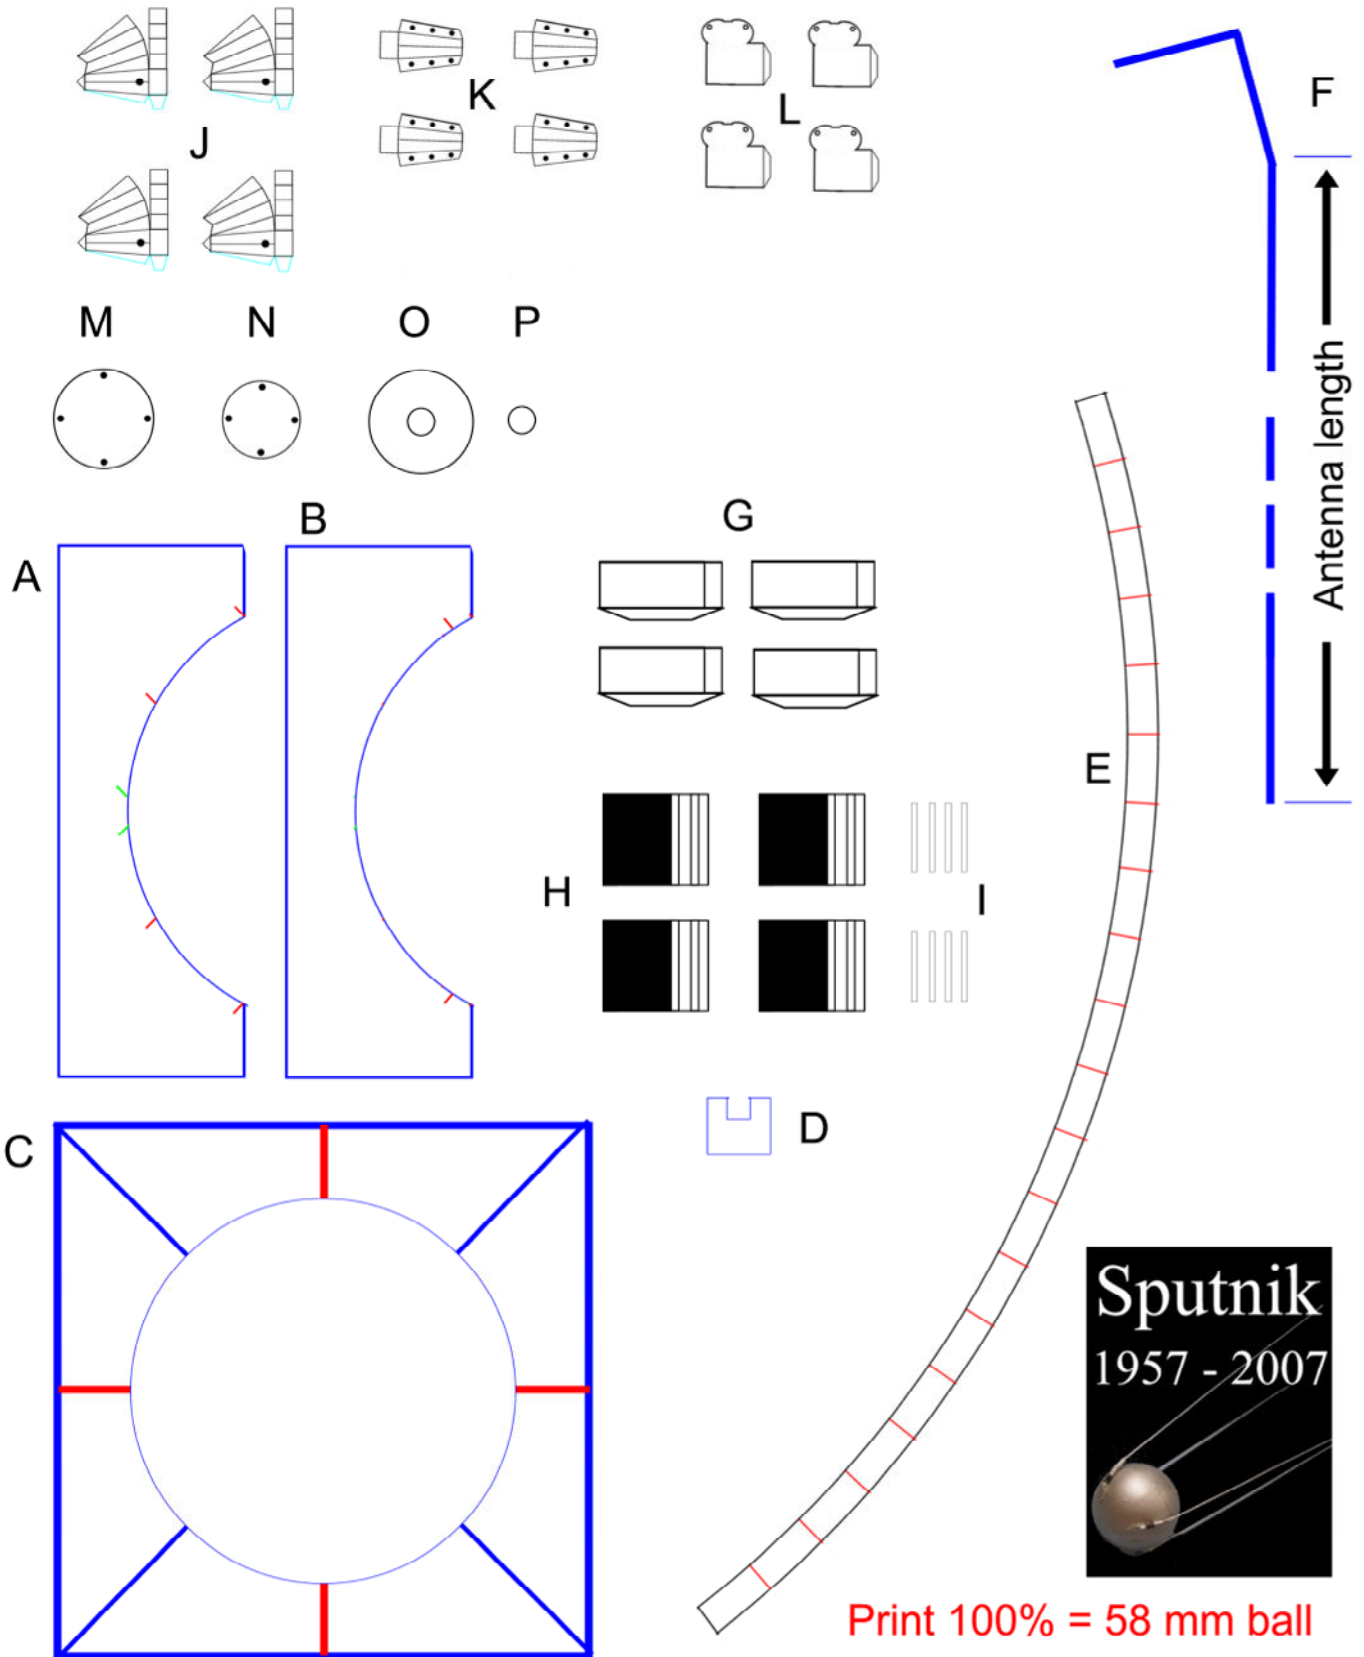 J
K
L
F
M N O P
Antenna length
A
B
G
E
H
I
D
C
Sputnik
1957 - 2007
Print 100% = 58 mm ball